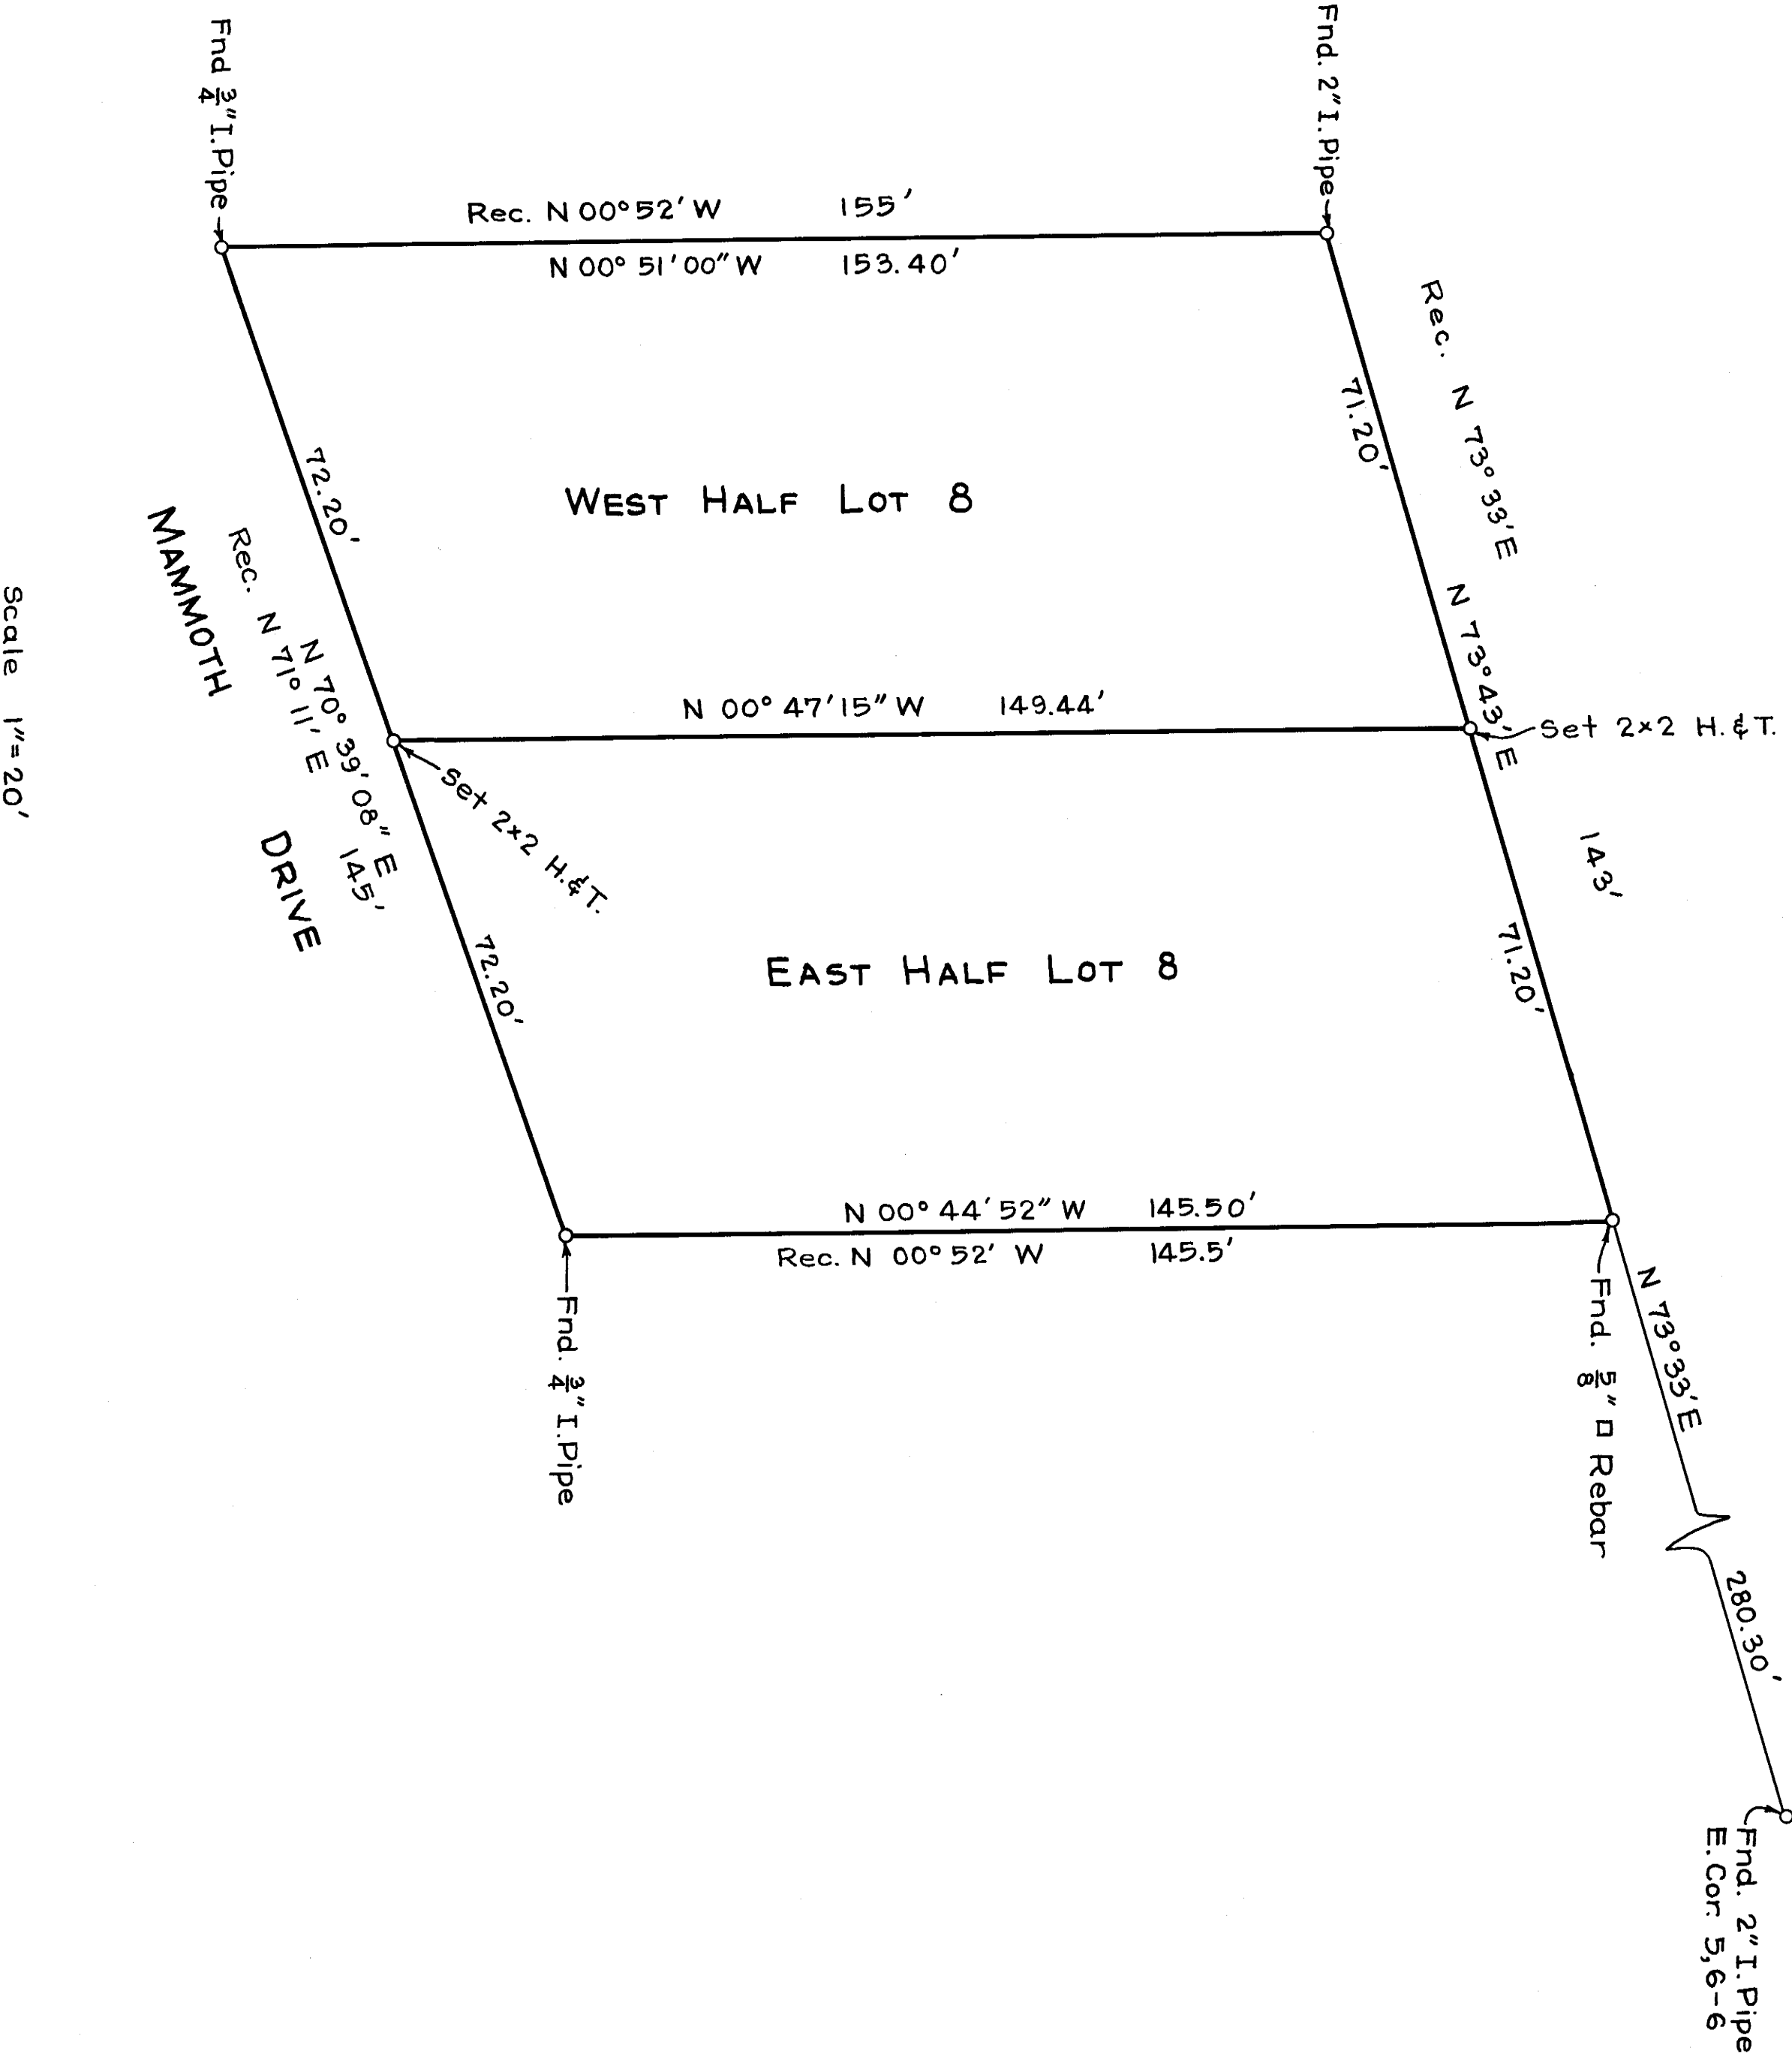 Fnd ¾" I.Pipe
Fnd. 2" I.Pipe
Rec. N 00° 52' W 155'
N 00° 51' 00" W 153.40'
Rec. N 73° 33' E 143'
71.20'
N 73° 43' E
72.20'
WEST HALF LOT 8
N 70° 39' 08" E
Rec. N 71° 11' E 145'
MAMMOTH DRIVE
Scale 1"=20'
N 00° 47' 15" W 149.44'
Set 2x2 H.&T.
Set 2x2 H.&T.
72.20'
EAST HALF LOT 8
71.20'
N 00° 44' 52" W 145.50'
Rec. N 00° 52' W 145.5'
Fnd. ¾" I.Pipe
Fnd. ⅝" □ Rebar
N 73° 33' E 280.30'
Fnd. 2" I.Pipe
E.Cor. 5,6-6